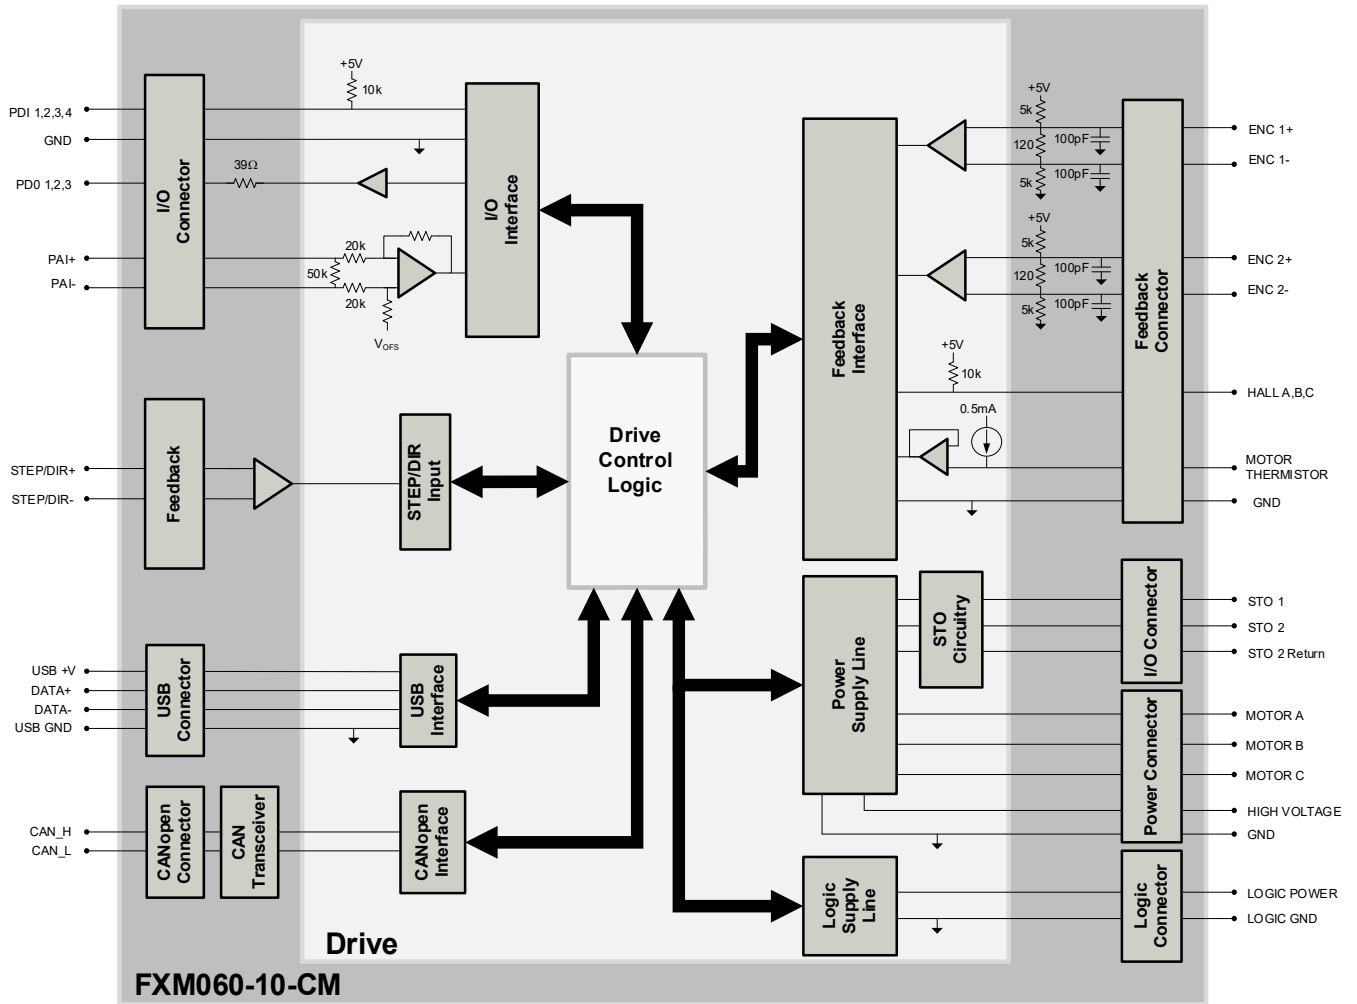 +5V
10k
PDI 1,2,3,4
GND
PD0 1,2,3
PAI+
PAI-
I/O
Connector
39Ω
20k
50k
20k
VOFS
I/O
Interface
STEP/DIR+
STEP/DIR-
Feedback
STEP/DIR
Input
Drive
Control
Logic
USB +V
DATA+
DATA-
USB GND
USB
Connector
USB
Interface
CAN_H
CAN_L
CANopen
Connector
CAN
Transceiver
CANopen
Interface
Feedback
Interface
+5V
5k
120
5k
100pF
100pF
+5V
5k
120
5k
100pF
100pF
+5V
10k
0.5mA
Feedback
Connector
ENC 1+
ENC 1-
ENC 2+
ENC 2-
HALL A,B,C
MOTOR
THERMISTOR
GND
Power
Supply Line
STO
Circuitry
I/O Connector
STO 1
STO 2
STO 2 Return
Power Connector
MOTOR A
MOTOR B
MOTOR C
HIGH VOLTAGE
GND
Logic
Supply
Line
Logic
Connector
LOGIC POWER
LOGIC GND
Drive
FXM060-10-CM